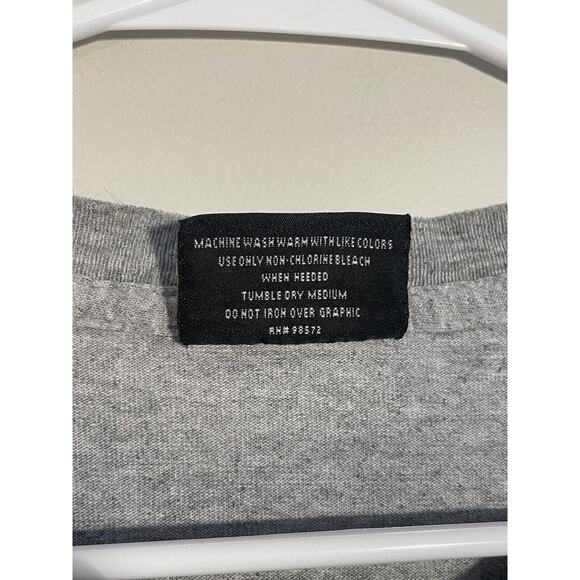 MACHINE WASH WARM WITH LIKE COLORS
USE ONLY NON-CHLORINE BLEACH
WHEN NEEDED
TUMBLE DRY MEDIUM
DO NOT IRON OVER GRAPHIC
RN# 98572